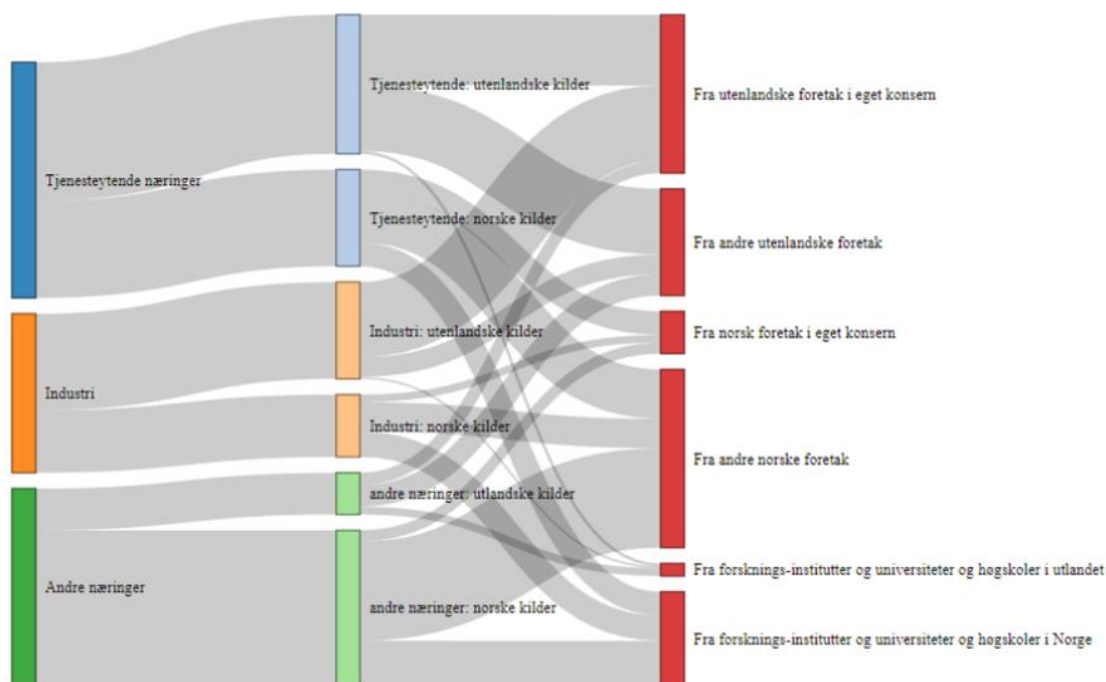 Tjenesteytende næringer
Industri
Andre næringer
Tjenesteytende: utenlandske kilder
Tjenesteytende: norske kilder
Industri: utenlandske kilder
Industri: norske kilder
andre næringer: utlandske kilder
andre næringer: norske kilder
Fra utenlandske foretak i eget konsern
Fra andre utenlandske foretak
Fra norsk foretak i eget konsern
Fra andre norske foretak
Fra forsknings-institutter og universiteter og høgskoler i utlandet
Fra forsknings-institutter og universiteter og høgskoler i Norge